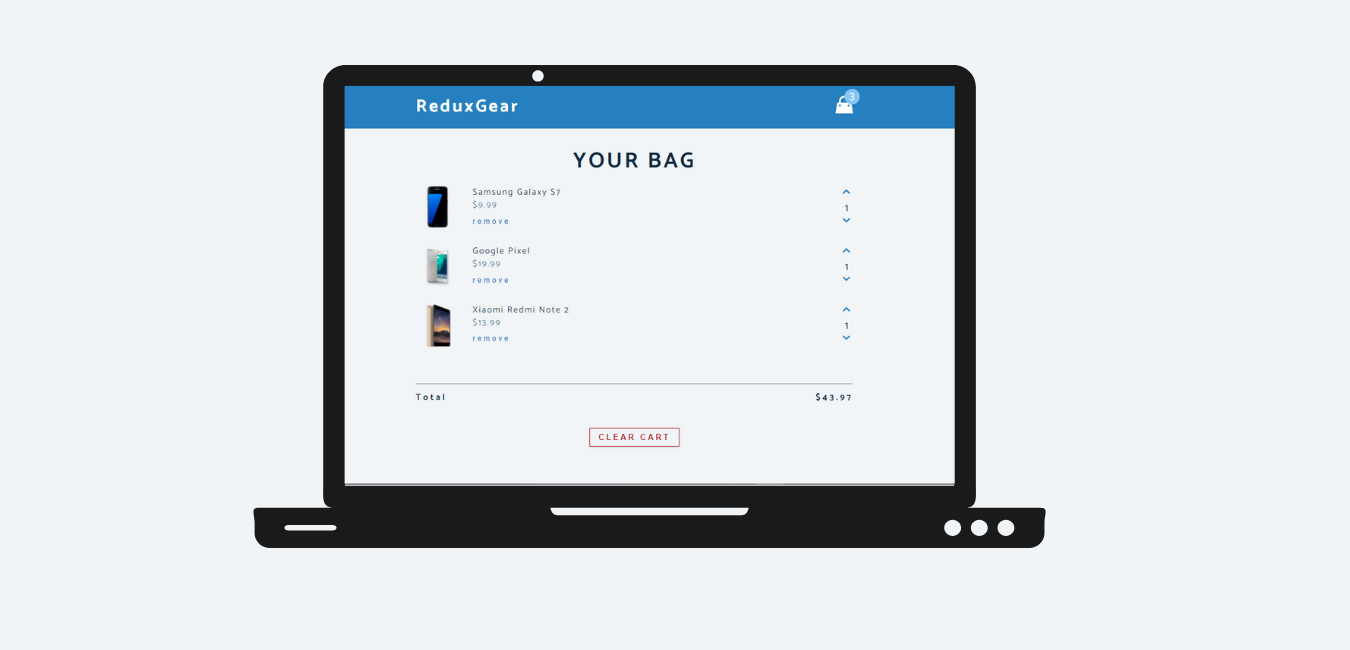 ReduxGear
3
YOUR BAG
Samsung Galaxy S7
$9.99
remove
1
Google Pixel
$19.99
remove
1
Xiaomi Redmi Note 2
$13.99
remove
1
Total $43.97
CLEAR CART